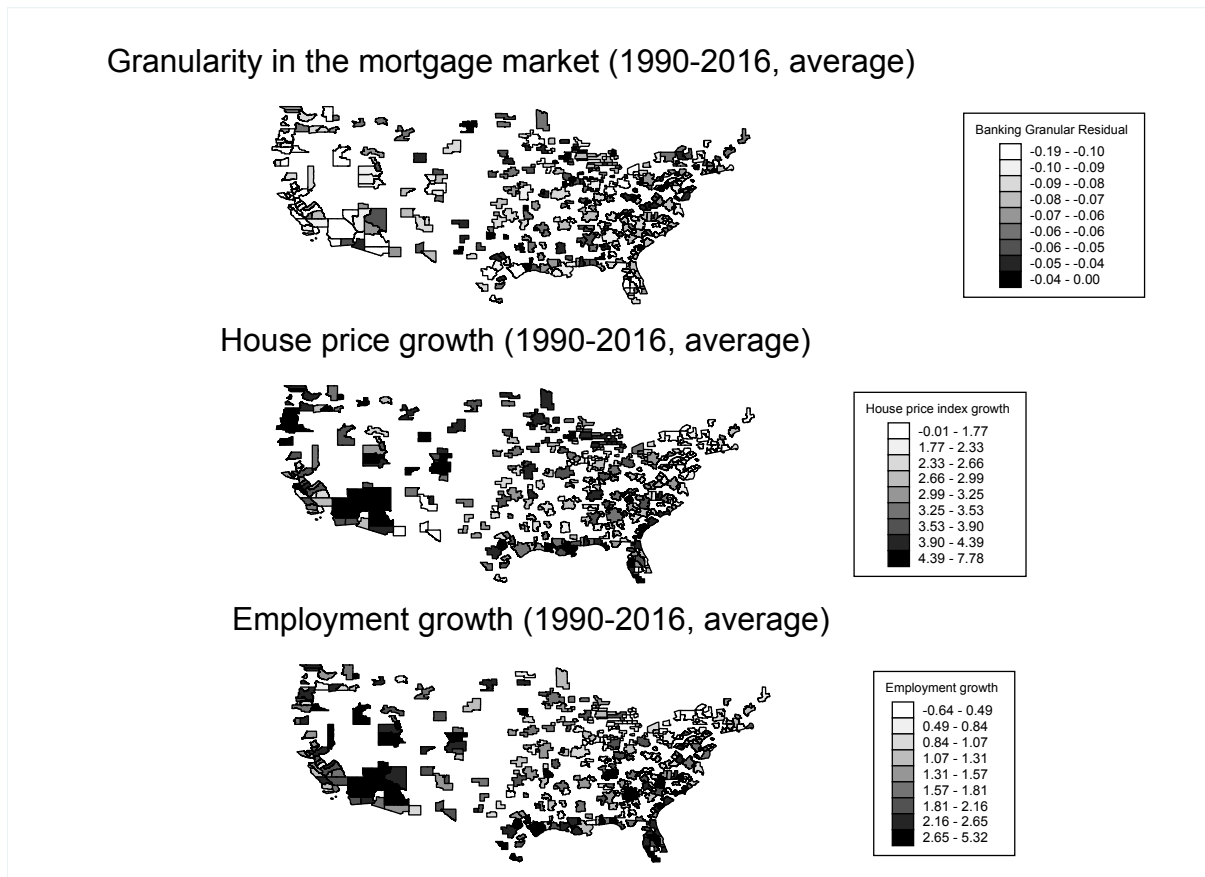 Granularity in the mortgage market (1990-2016, average)
Banking Granular Residual
-0.19 - -0.10
-0.10 - -0.09
-0.09 - -0.08
-0.08 - -0.07
-0.07 - -0.06
-0.06 - -0.06
-0.06 - -0.05
-0.05 - -0.04
-0.04 - 0.00
House price growth (1990-2016, average)
House price index growth
-0.01 - 1.77
1.77 - 2.33
2.33 - 2.66
2.66 - 2.99
2.99 - 3.25
3.25 - 3.53
3.53 - 3.90
3.90 - 4.39
4.39 - 7.78
Employment growth (1990-2016, average)
Employment growth
-0.64 - 0.49
0.49 - 0.84
0.84 - 1.07
1.07 - 1.31
1.31 - 1.57
1.57 - 1.81
1.81 - 2.16
2.16 - 2.65
2.65 - 5.32